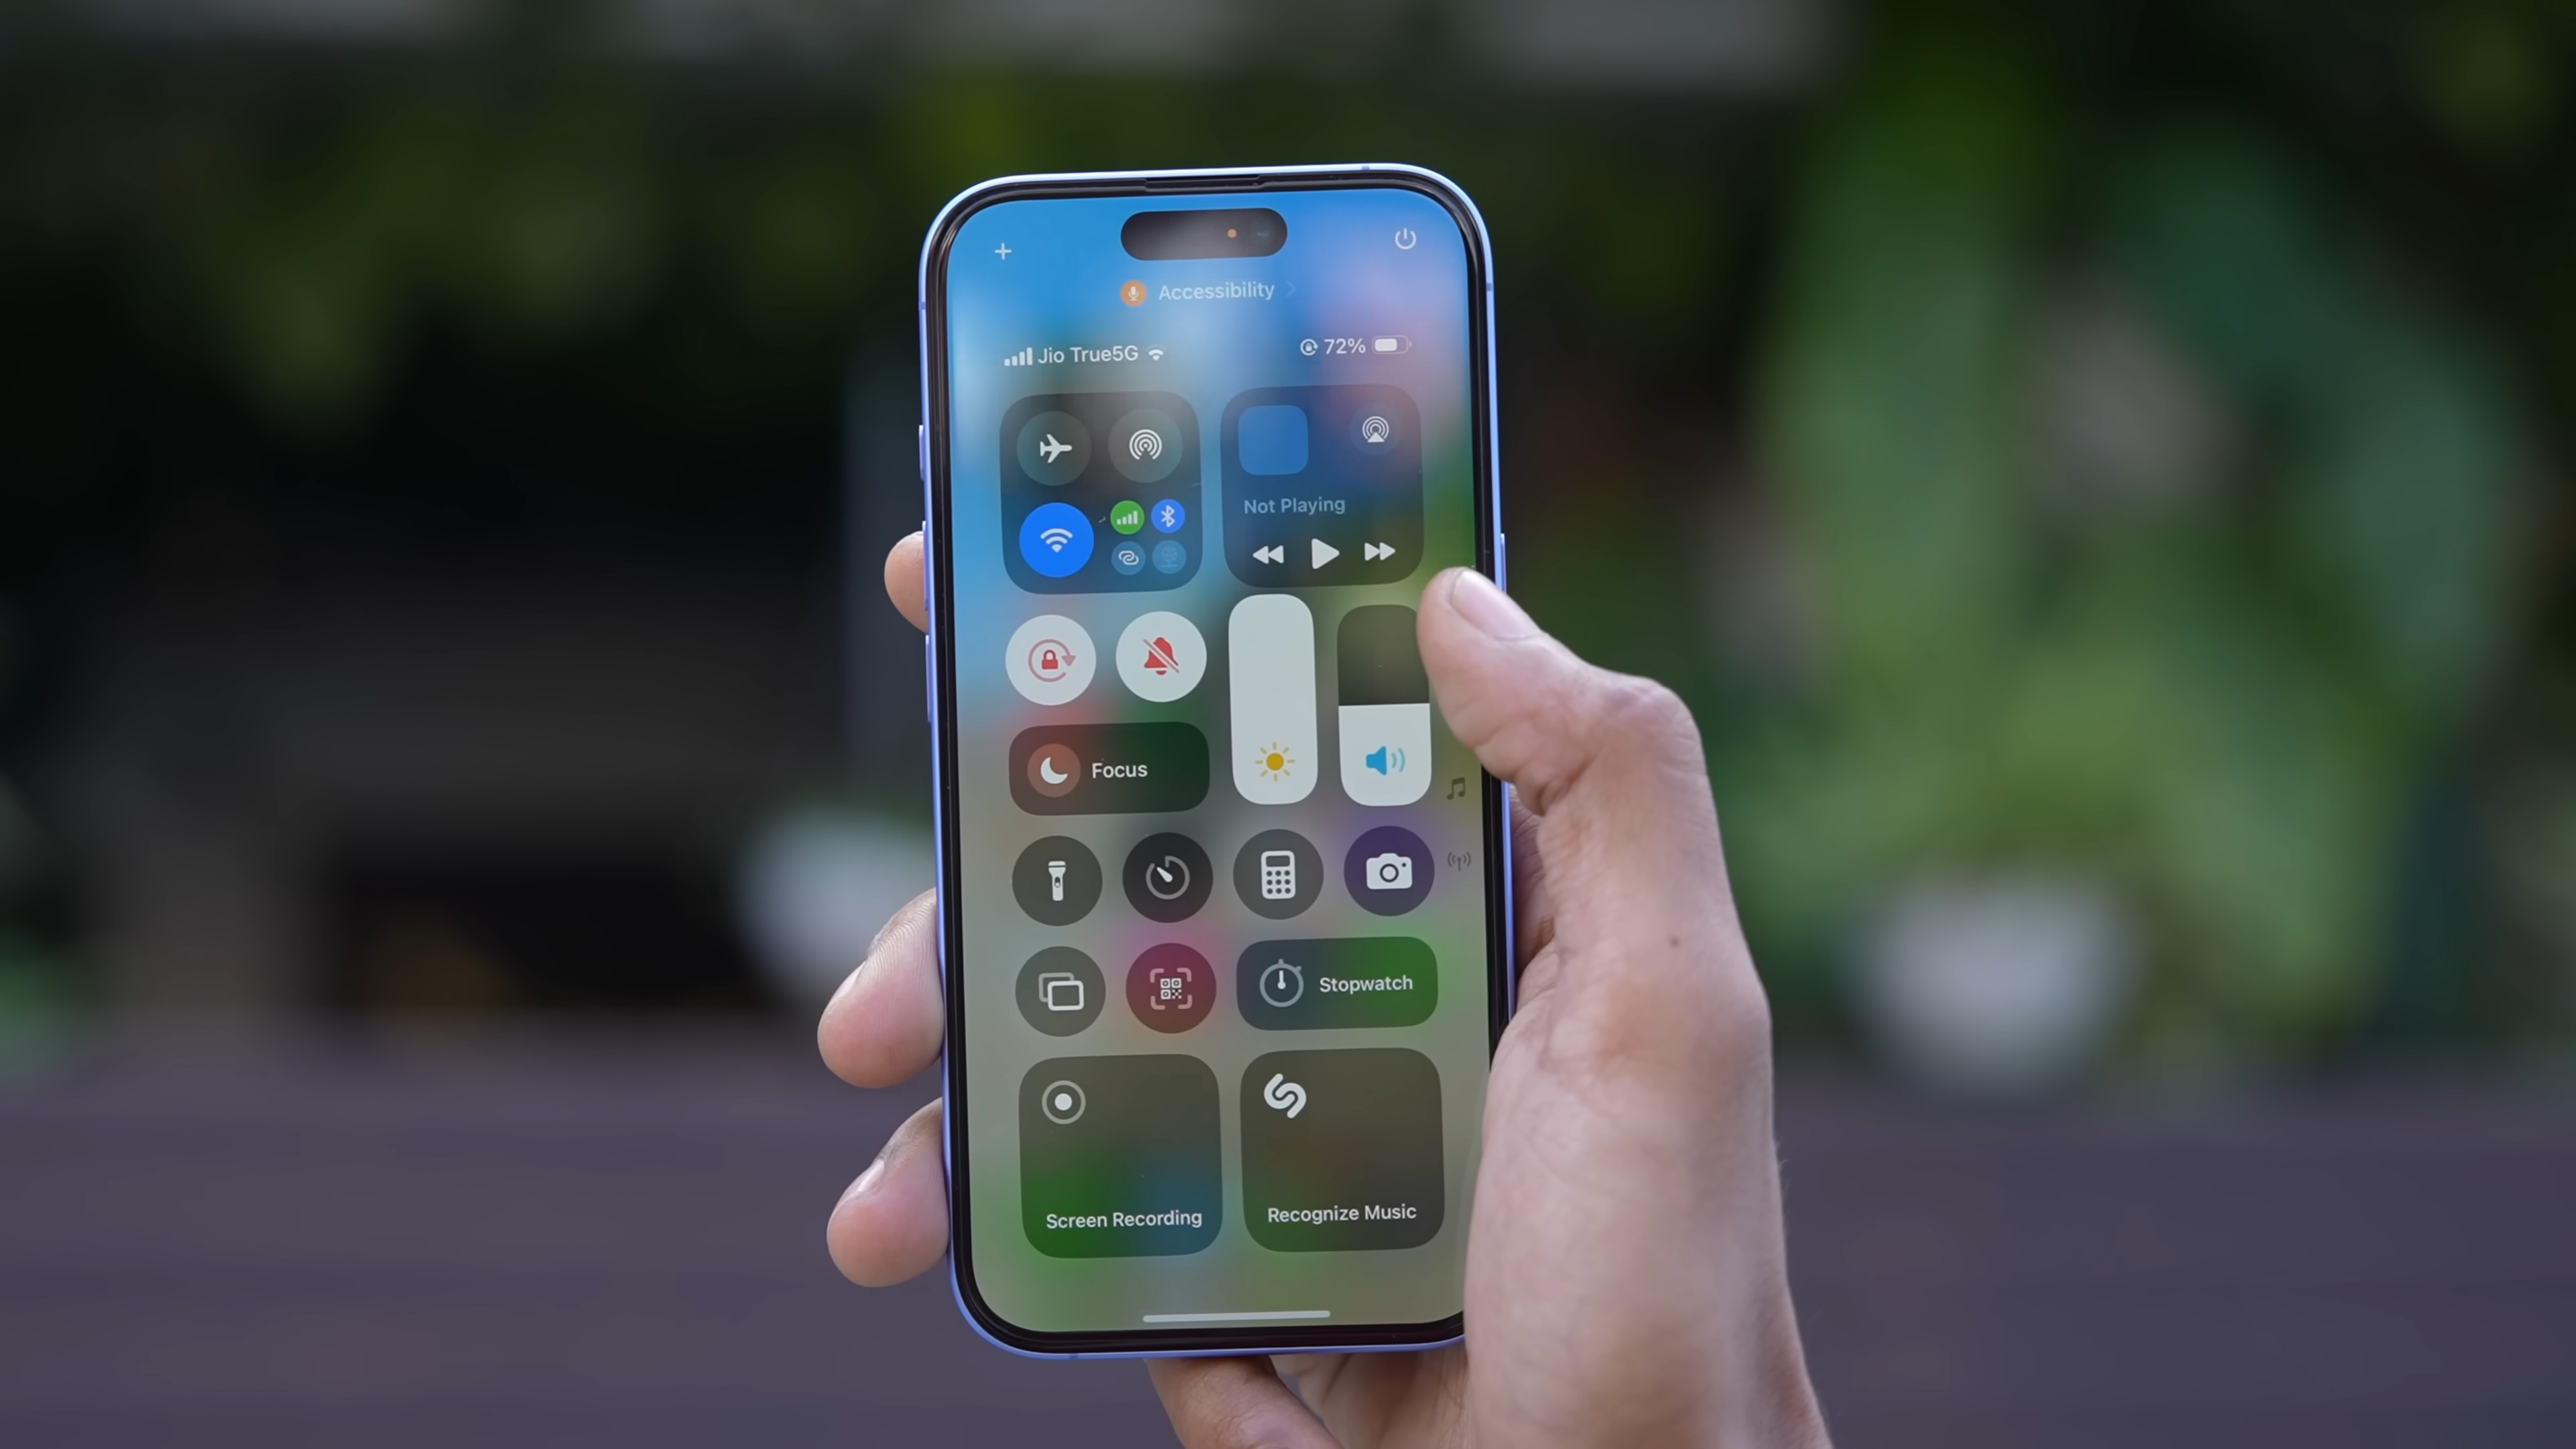 Accessibility
Jio True5G
72%
Not Playing
Focus
Stopwatch
Screen Recording
Recognize Music